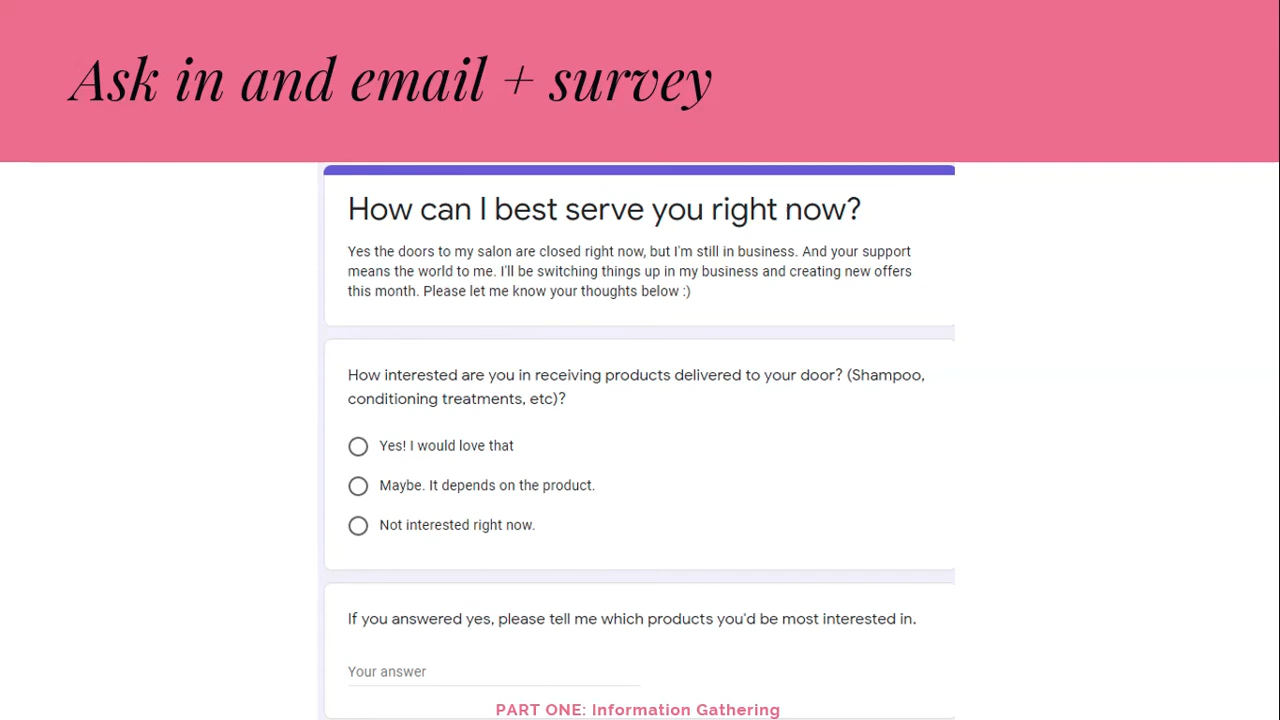 Ask in and email + survey
How can I best serve you right now?
Yes the doors to my salon are closed right now, but I'm still in business. And your support
means the world to me. I'll be switching things up in my business and creating new offers
this month. Please let me know your thoughts below :)
How interested are you in receiving products delivered to your door? (Shampoo,
conditioning treatments, etc)?
Yes! I would love that
Maybe. It depends on the product.
Not interested right now.
If you answered yes, please tell me which products you'd be most interested in.
Your answer
PART ONE: Information Gathering